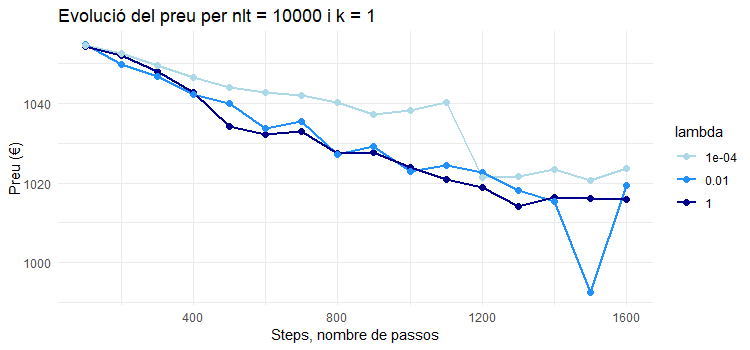 Evolució del preu per nlt = 10000 i k = 1
Preu (€)
1040
1020
1000
400
800
1200
1600
Steps, nombre de passos
lambda
1e-04
0.01
1